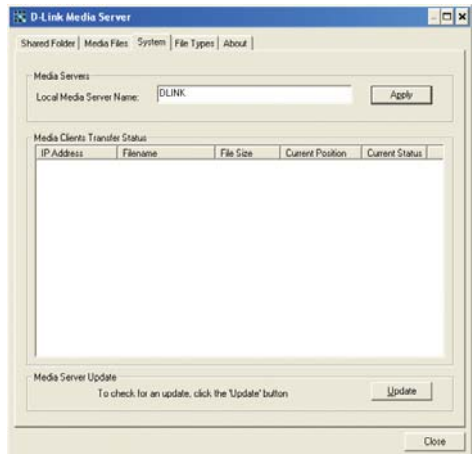 D-Link Media Server
Shared Folder Media Files System File Types About
Media Servers
Local Media Server Name: DLINK Apply
Media Clients Transfer Status
IP Address Filename File Size Current Position Current Status
Media Server Update
To check for an update, click the 'Update' button Update
Close